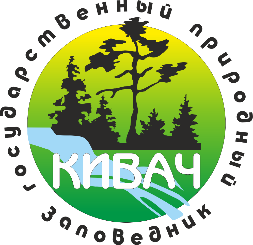 государственный природный
КИВАЧ
заповедник